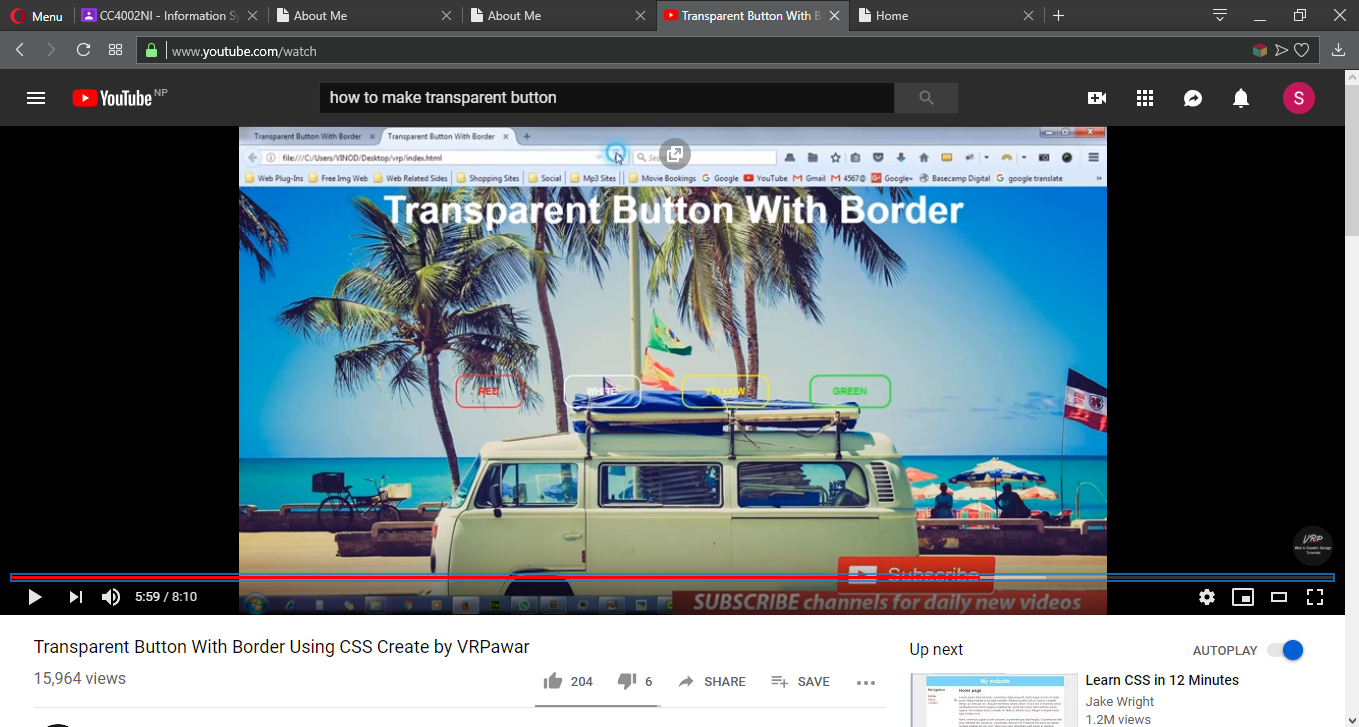 Menu
CC4002NI - Information Sy
About Me
About Me
Transparent Button With B
Home
www.youtube.com/watch
YouTube NP
how to make transparent button
S
Transparent Button With Border
Transparent Button With Border
file:///C:/Users/VINOD/Desktop/vrp/index.html
Web Plug-Ins Free Img Web Web Related Sides Shopping Sites Social Mp3 Sites Movie Bookings Google YouTube Gmail 4567@ Google+ Basecamp Digital google translate
Transparent Button With Border
RED WHITE YELLOW GREEN
Subscribe
SUBSCRIBE channels for daily new videos
5:59 / 8:10
Transparent Button With Border Using CSS Create by VRPawar
15,964 views
204 6 SHARE SAVE
Up next
AUTOPLAY
My website
Home page
Learn CSS in 12 Minutes
Jake Wright
1.2M views